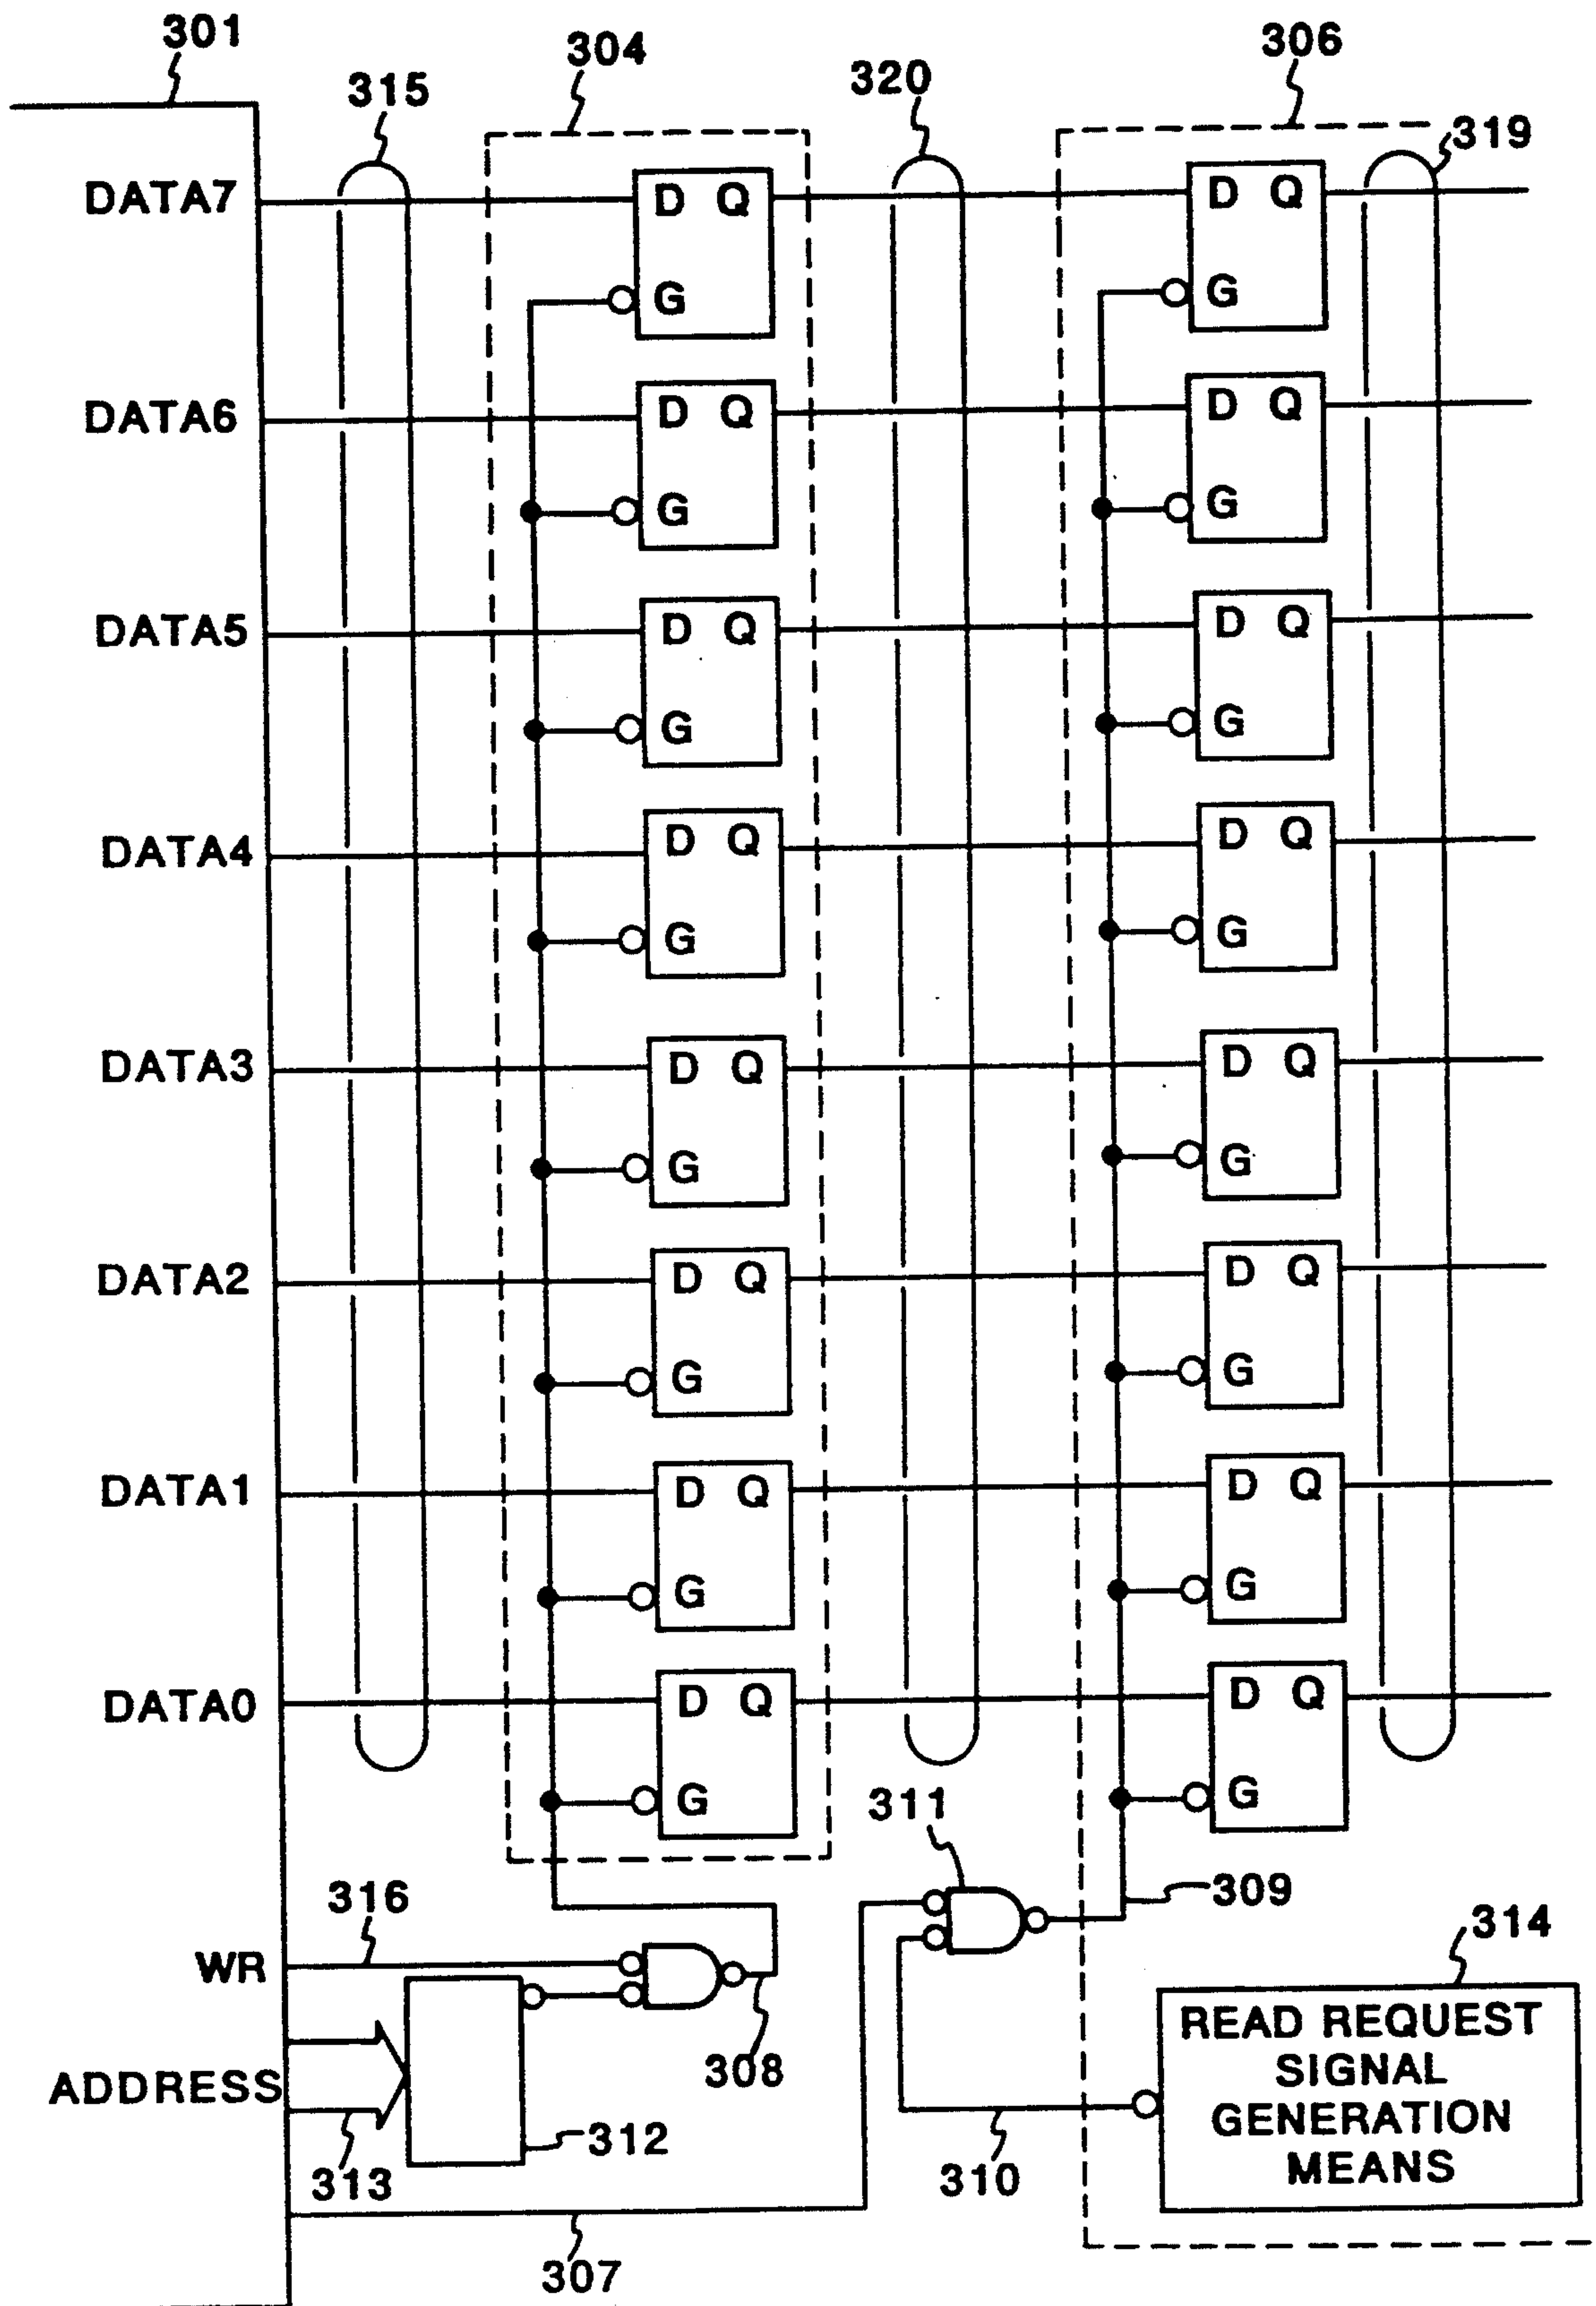 301
304
306
315
320
319
DATA7
D Q
D Q
G
G
DATA6
D Q
D Q
G
G
DATA5
D Q
D Q
G
G
DATA4
D Q
D Q
G
G
DATA3
D Q
D Q
G
G
DATA2
D Q
D Q
G
G
DATA1
D Q
D Q
G
G
DATA0
D Q
D Q
G
G
311
316
309
WR
314
308
ADDRESS
READ REQUEST
SIGNAL
GENERATION
MEANS
312
313
310
307